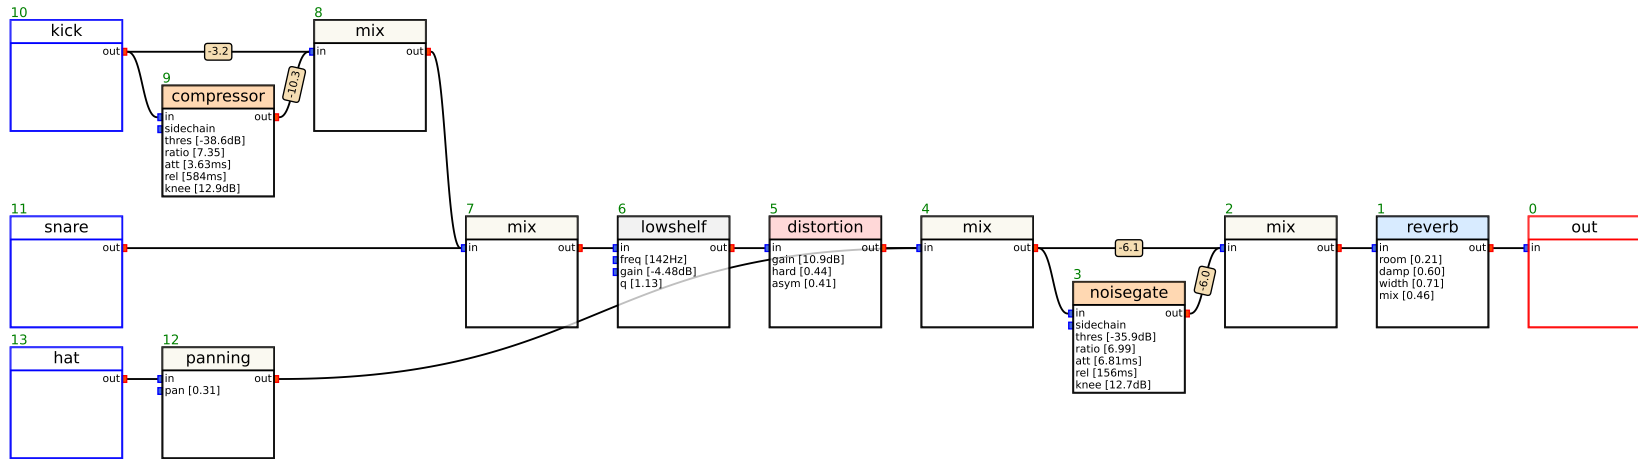 10
kick
out
-3.2
-10.3
9
compressor
in out
sidechain
thres [-38.6dB]
ratio [7.35]
att [3.63ms]
rel [584ms]
knee [12.9dB]
8
mix
in out
11
snare
out
7
mix
in out
6
lowshelf
in out
freq [142Hz]
gain [-4.48dB]
q [1.13]
5
distortion
in out
gain [10.9dB]
hard [0.44]
asym [0.41]
4
mix
in out
-6.1
-6.0
3
noisegate
in out
sidechain
thres [-35.9dB]
ratio [6.99]
att [6.81ms]
rel [156ms]
knee [12.7dB]
2
mix
in out
1
reverb
in out
room [0.21]
damp [0.60]
width [0.71]
mix [0.46]
0
out
in
13
hat
out
12
panning
in out
pan [0.31]